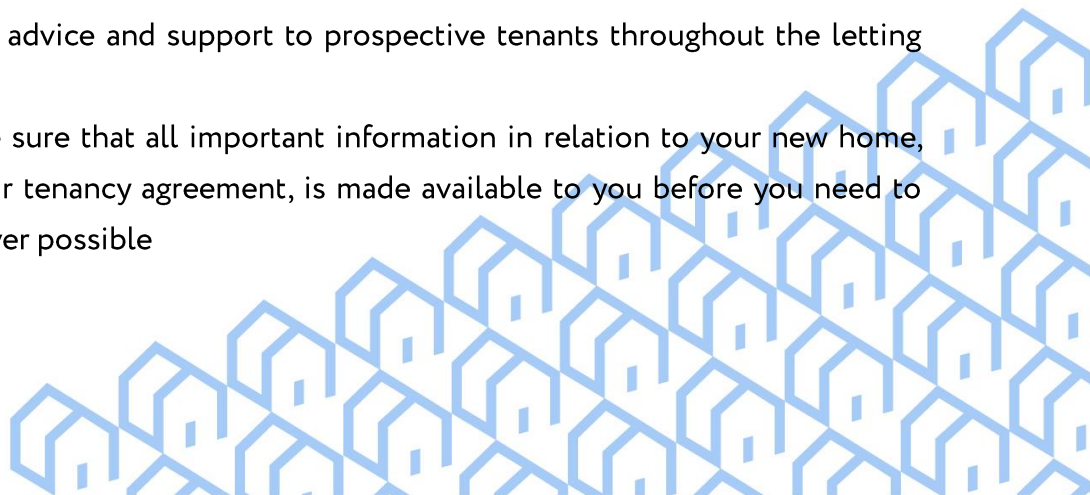 advice and support to prospective tenants throughout the letting
sure that all important information in relation to your new home,
r tenancy agreement, is made available to you before you need to
er possible